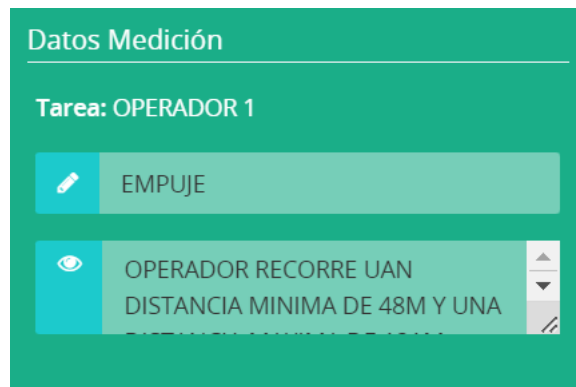 Datos Medición
Tarea: OPERADOR 1
EMPUJE
OPERADOR RECORRE UAN
DISTANCIA MINIMA DE 48M Y UNA